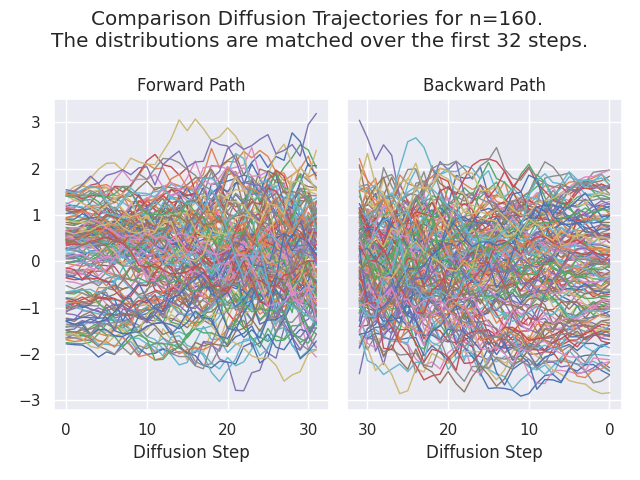 Comparison Diffusion Trajectories for n=160.
The distributions are matched over the first 32 steps.
Forward Path
Backward Path
3
2
1
0
−1
−2
−3
0 10 20 30
30 20 10 0
Diffusion Step
Diffusion Step